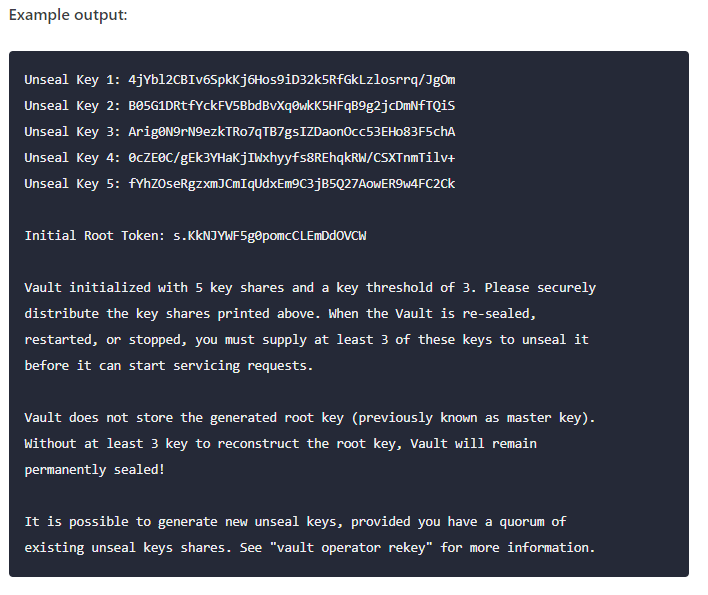 Example output:
Unseal Key 1: 4jYbl2CBIv6SpkKj6Hos9iD32k5RfGkLzlosrrq/JgOm
Unseal Key 2: B05G1DRtfYckFV5BbdBvXq0wkK5HFqB9g2jcDmNfTQiS
Unseal Key 3: Arig0N9rN9ezkTRo7qTB7gsIZDaonOcc53EHo83F5chA
Unseal Key 4: 0cZE0C/gEk3YHaKjIWxhyyfs8REhqkRW/CSXTnmTilv+
Unseal Key 5: fYhZOseRgzxmJCmIqUdxEm9C3jB5Q27AowER9w4FC2Ck
Initial Root Token: s.KkNJYWF5g0pomcCLEmDdOVCW
Vault initialized with 5 key shares and a key threshold of 3. Please securely
distribute the key shares printed above. When the Vault is re-sealed,
restarted, or stopped, you must supply at least 3 of these keys to unseal it
before it can start servicing requests.
Vault does not store the generated root key (previously known as master key).
Without at least 3 key to reconstruct the root key, Vault will remain
permanently sealed!
It is possible to generate new unseal keys, provided you have a quorum of
existing unseal keys shares. See "vault operator rekey" for more information.